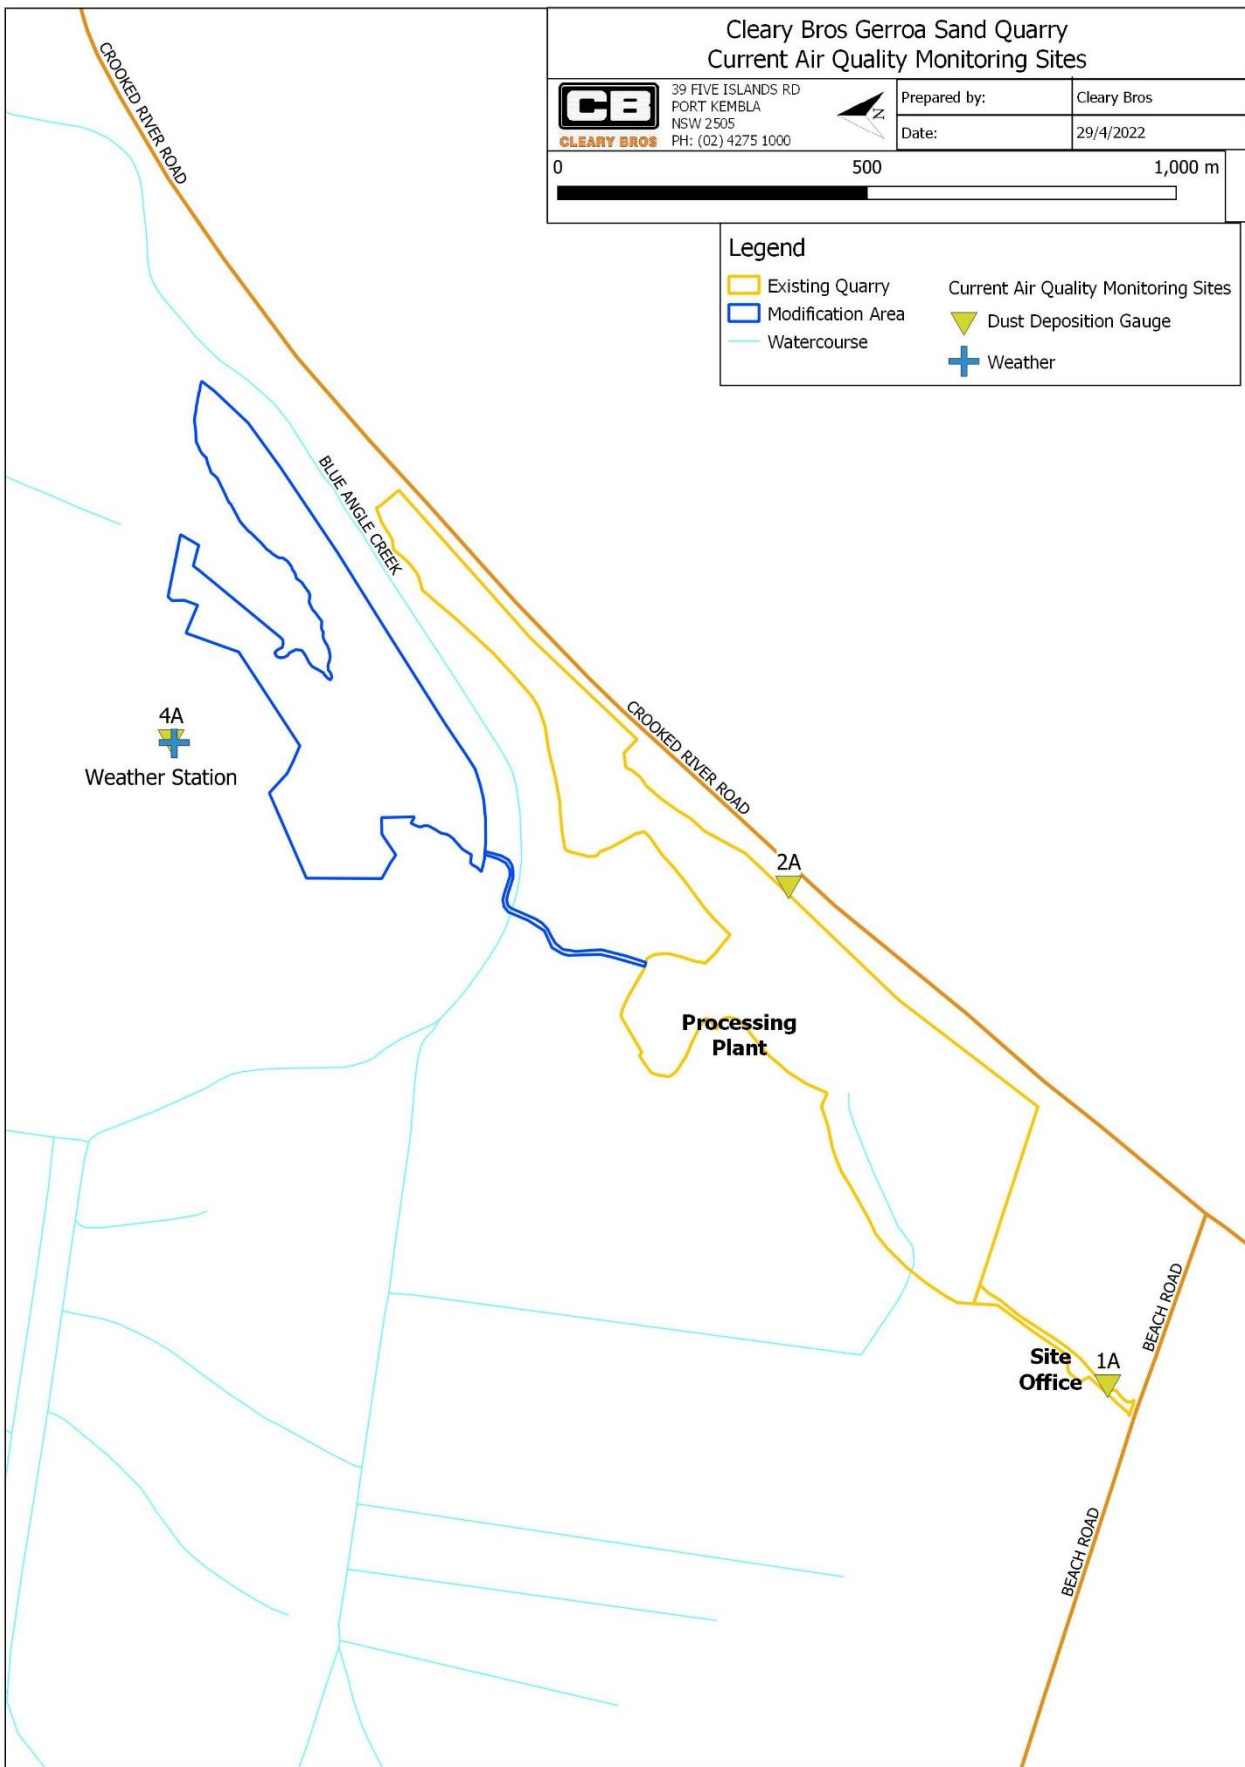 Cleary Bros Gerroa Sand Quarry
Current Air Quality Monitoring Sites
CB
CLEARY BROS
39 FIVE ISLANDS RD
PORT KEMBLA
NSW 2505
PH: (02) 4275 1000
N
Prepared by:
Cleary Bros
Date:
29/4/2022
0
500
1,000 m
Legend
Existing Quarry
Modification Area
Watercourse
Current Air Quality Monitoring Sites
Dust Deposition Gauge
Weather
CROOKED RIVER ROAD
BLUE ANGLE CREEK
4A
Weather Station
CROOKED RIVER ROAD
2A
Processing
Plant
BEACH ROAD
Site
Office
1A
BEACH ROAD